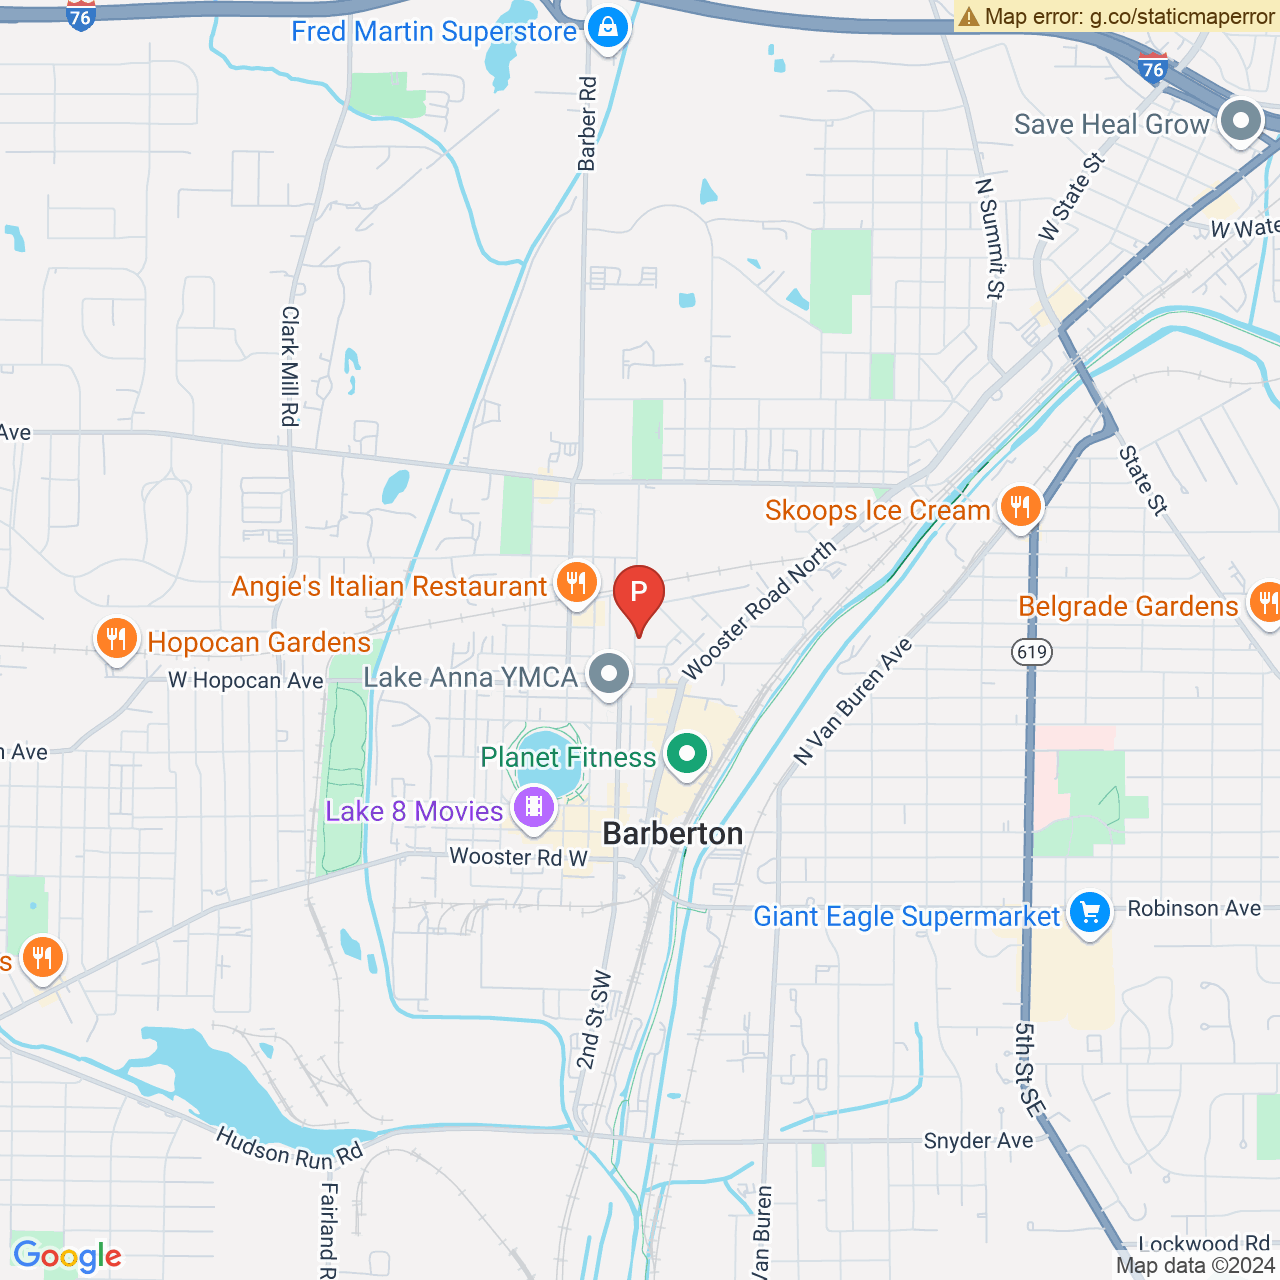 76
Fred Martin Superstore
Map error: g.co/staticmaperror
76
Save Heal Grow
Barber Rd
W State St
N Summit St
W Wate
Clark Mill Rd
Ave
State St
Skoops Ice Cream
Wooster Road North
Angie's Italian Restaurant
P
Belgrade Gardens
Hopocan Gardens
619
W Hopocan Ave
Lake Anna YMCA
N Van Buren Ave
n Ave
Planet Fitness
Lake 8 Movies
Barberton
Wooster Rd W
Giant Eagle Supermarket
Robinson Ave
s
2nd St SW
5th St SE
Hudson Run Rd
Snyder Ave
Fairland R
Van Buren
Lockwood Rd
Google
Map data ©2024